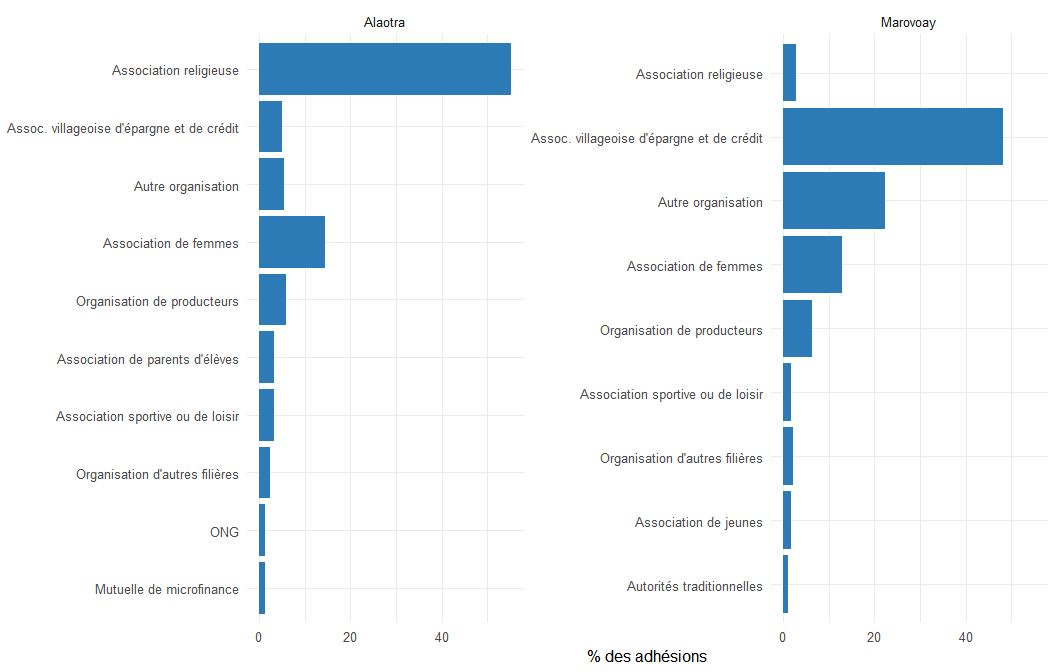 Alaotra
Association religieuse
Assoc. villageoise d'épargne et de crédit
Autre organisation
Association de femmes
Organisation de producteurs
Association de parents d'élèves
Association sportive ou de loisir
Organisation d'autres filières
ONG
Mutuelle de microfinance
0 20 40
Marovoay
Association religieuse
Assoc. villageoise d'épargne et de crédit
Autre organisation
Association de femmes
Organisation de producteurs
Association sportive ou de loisir
Organisation d'autres filières
Association de jeunes
Autorités traditionnelles
0 20 40
% des adhésions